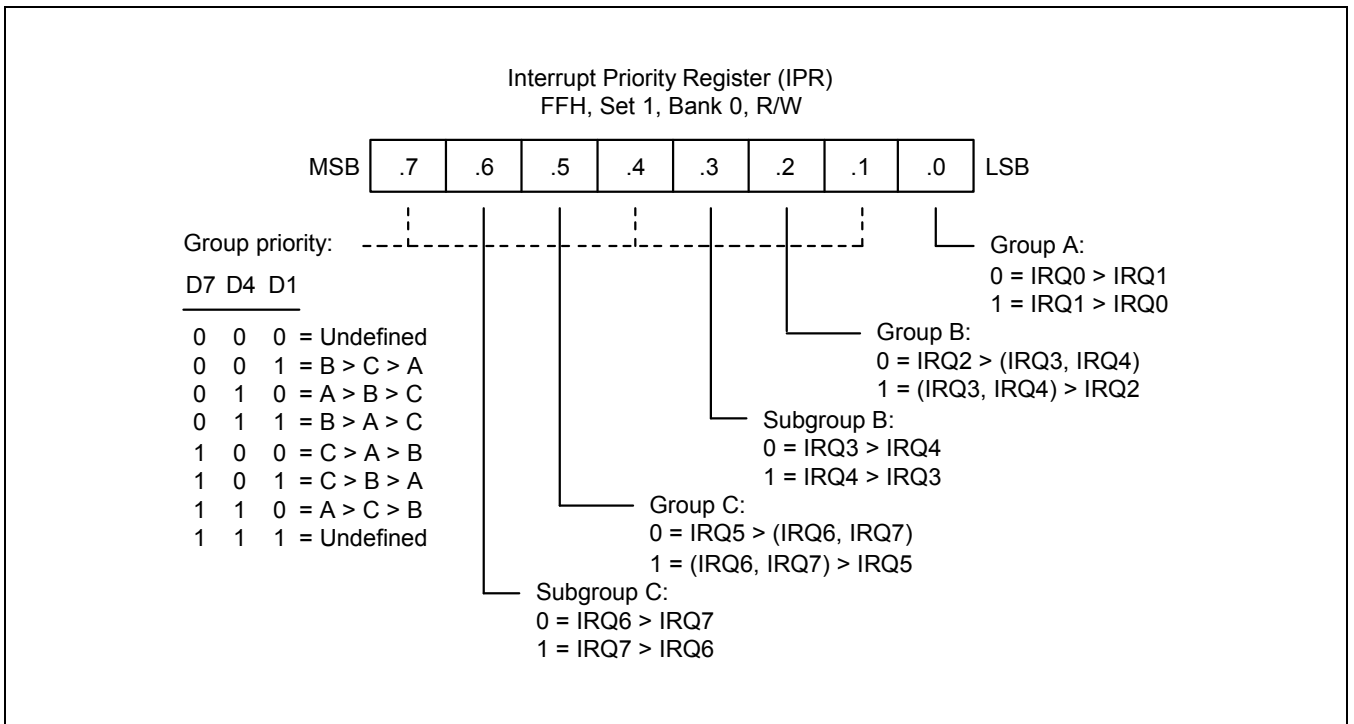 Interrupt Priority Register (IPR)
FFH, Set 1, Bank 0, R/W
MSB .7 .6 .5 .4 .3 .2 .1 .0 LSB
Group priority:
D7 D4 D1
0 0 0 = Undefined
0 0 1 = B > C > A
0 1 0 = A > B > C
0 1 1 = B > A > C
1 0 0 = C > A > B
1 0 1 = C > B > A
1 1 0 = A > C > B
1 1 1 = Undefined
Group A:
0 = IRQ0 > IRQ1
1 = IRQ1 > IRQ0
Group B:
0 = IRQ2 > (IRQ3, IRQ4)
1 = (IRQ3, IRQ4) > IRQ2
Subgroup B:
0 = IRQ3 > IRQ4
1 = IRQ4 > IRQ3
Group C:
0 = IRQ5 > (IRQ6, IRQ7)
1 = (IRQ6, IRQ7) > IRQ5
Subgroup C:
0 = IRQ6 > IRQ7
1 = IRQ7 > IRQ6